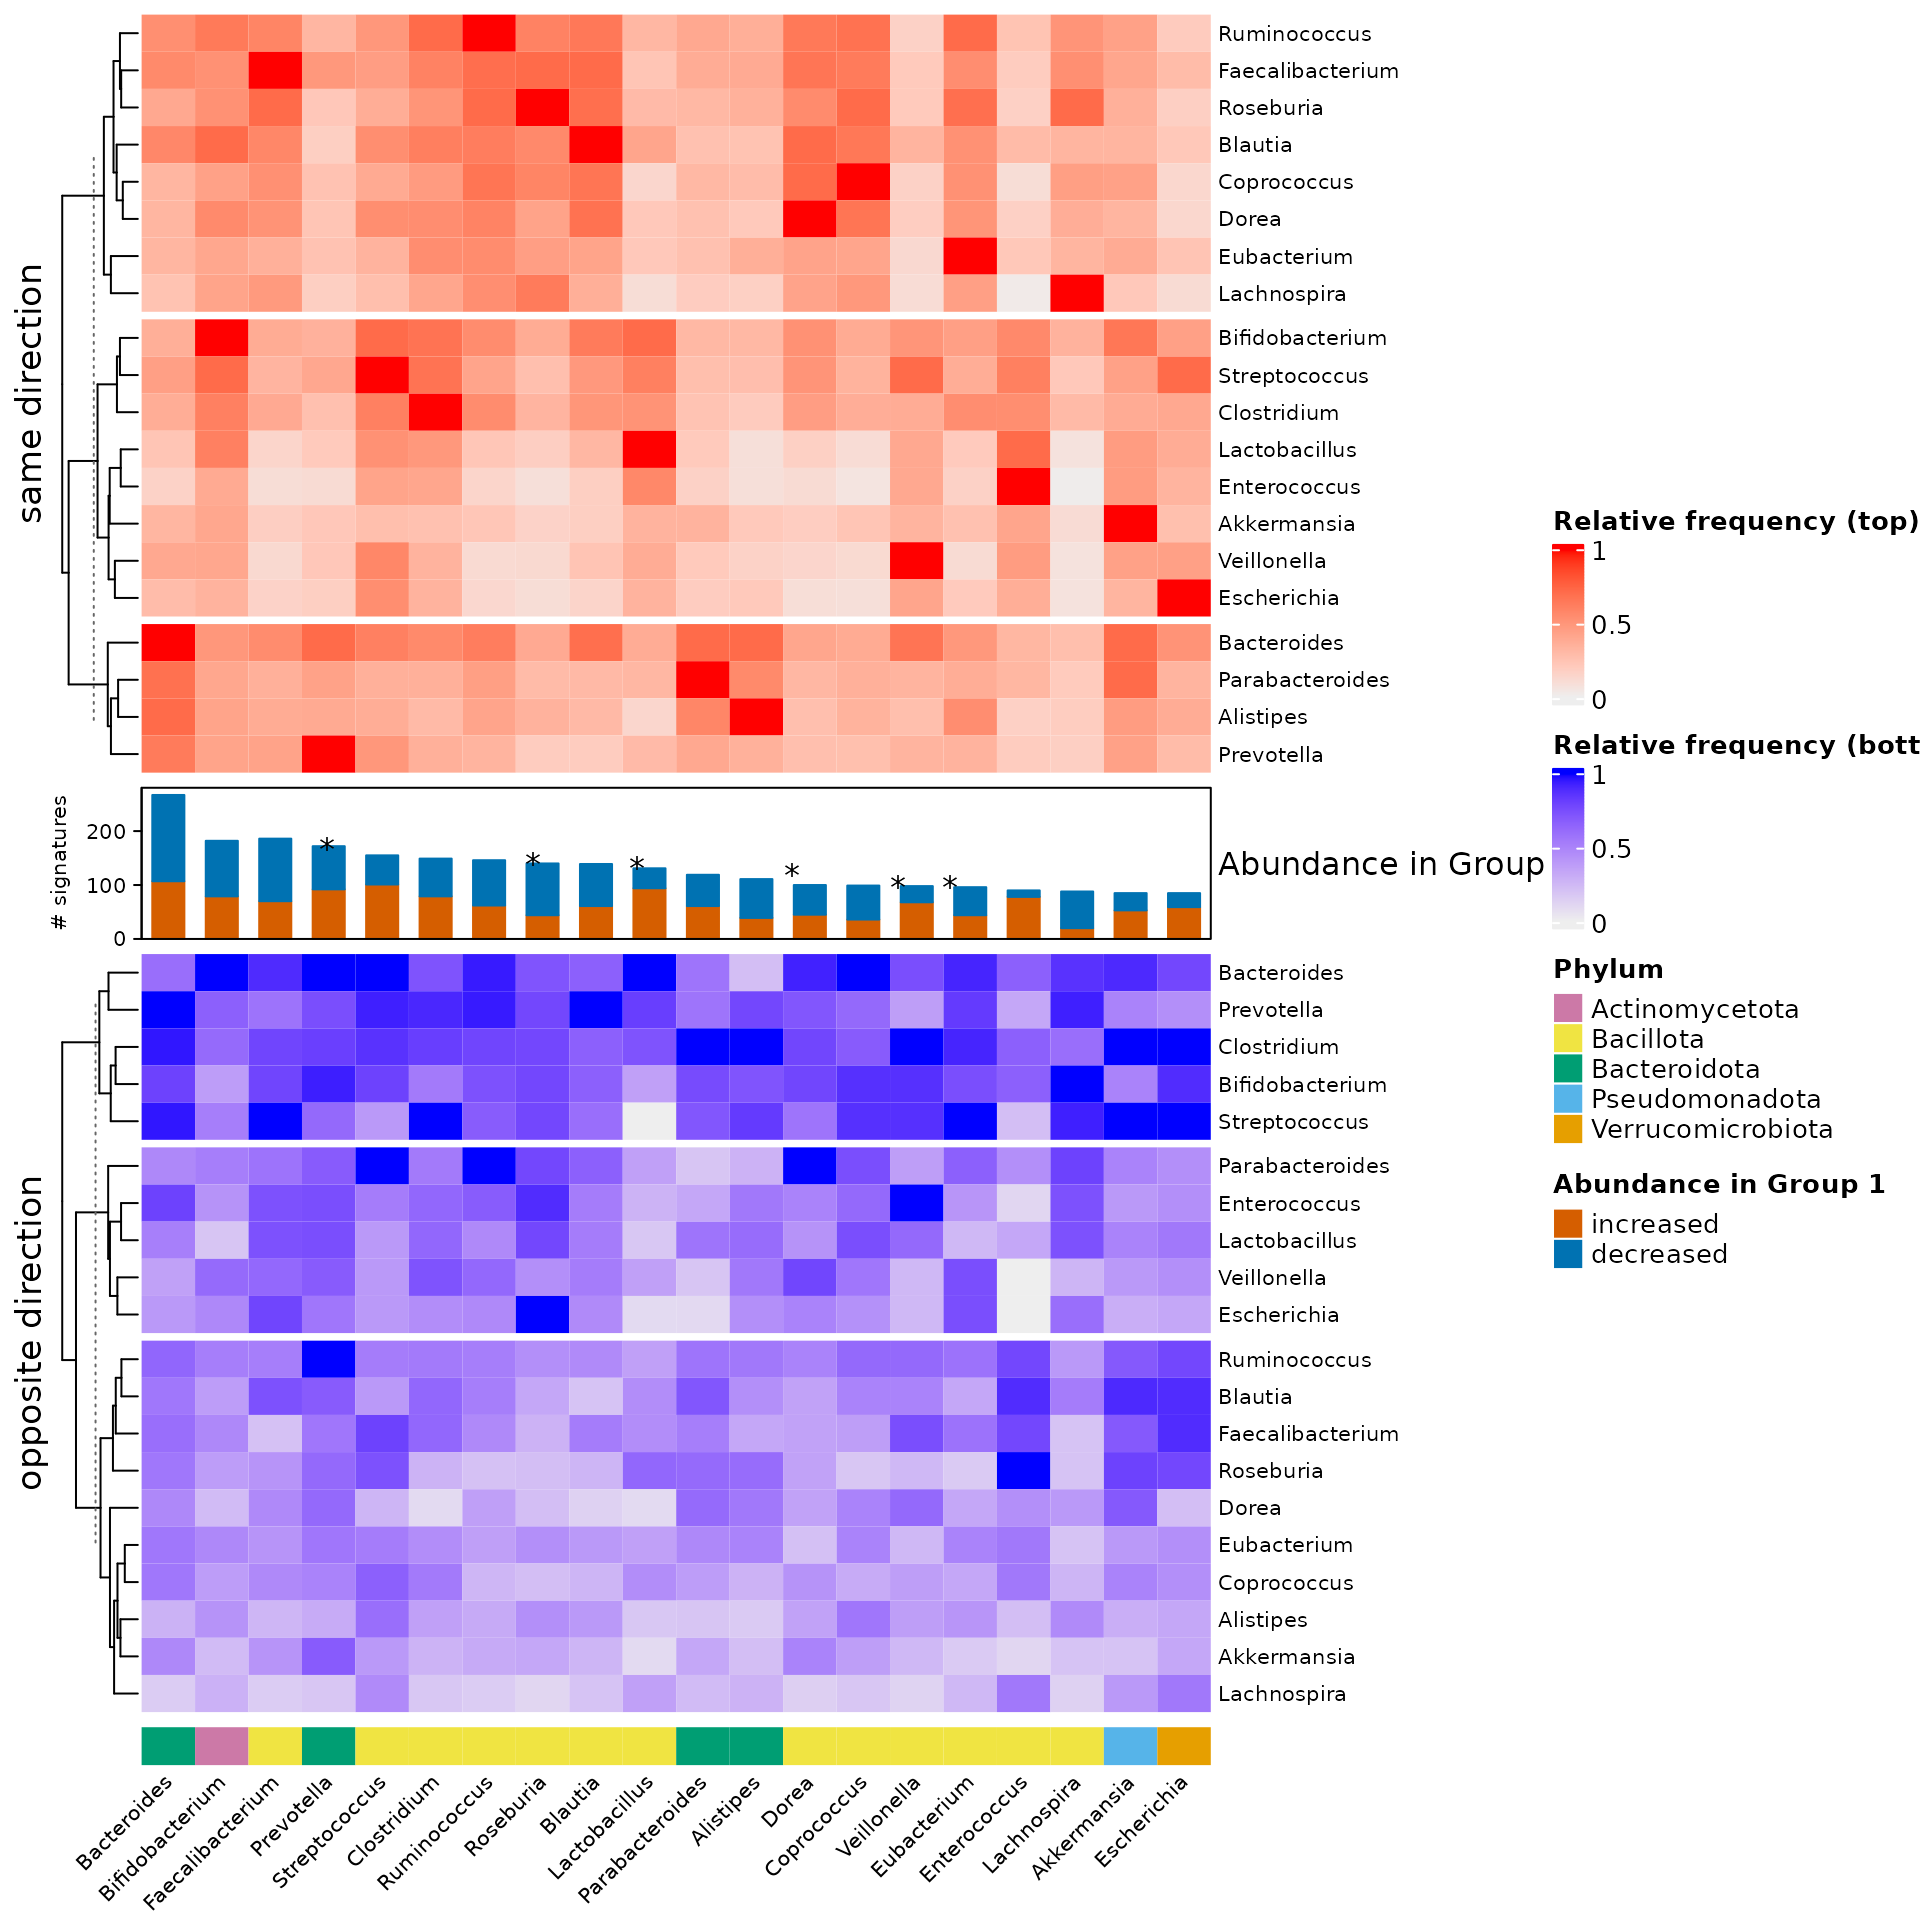 same direction
Ruminococcus
Faecalibacterium
Roseburia
Blautia
Coprococcus
Dorea
Eubacterium
Lachnospira
Bifidobacterium
Streptococcus
Clostridium
Lactobacillus
Enterococcus
Akkermansia
Veillonella
Escherichia
Bacteroides
Parabacteroides
Alistipes
Prevotella
# signatures
200
100
0
* * * * * *
Abundance in Group
opposite direction
Bacteroides
Prevotella
Clostridium
Bifidobacterium
Streptococcus
Parabacteroides
Enterococcus
Lactobacillus
Veillonella
Escherichia
Ruminococcus
Blautia
Faecalibacterium
Roseburia
Dorea
Eubacterium
Coprococcus
Alistipes
Akkermansia
Lachnospira
Bacteroides
Bifidobacterium
Faecalibacterium
Prevotella
Streptococcus
Clostridium
Ruminococcus
Roseburia
Blautia
Lactobacillus
Parabacteroides
Alistipes
Dorea
Coprococcus
Veillonella
Eubacterium
Enterococcus
Lachnospira
Akkermansia
Escherichia
Relative frequency (top)
1
0.5
0
Relative frequency (bott
1
0.5
0
Phylum
Actinomycetota
Bacillota
Bacteroidota
Pseudomonadota
Verrucomicrobiota
Abundance in Group 1
increased
decreased